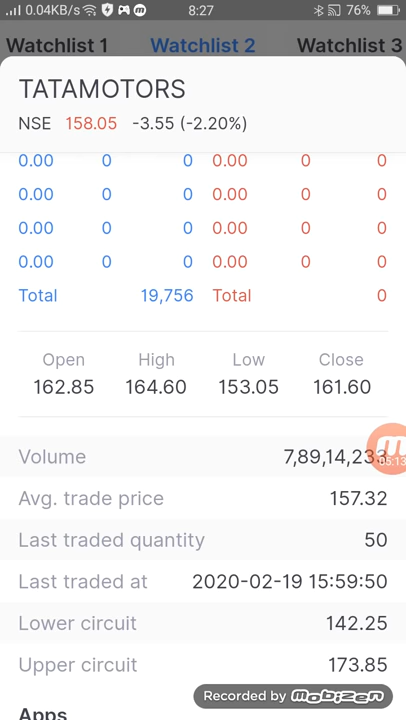 0.04KB/s 8:27 76%
Watchlist 1 Watchlist 2 Watchlist 3
TATAMOTORS
NSE 158.05 -3.55 (-2.20%)
0.00 0 0 0.00 0 0
0.00 0 0 0.00 0 0
0.00 0 0 0.00 0 0
0.00 0 0 0.00 0 0
Total 19,756 Total 0
Open High Low Close
162.85 164.60 153.05 161.60
Volume 7,89,14,233
05:13
Avg. trade price 157.32
Last traded quantity 50
Last traded at 2020-02-19 15:59:50
Lower circuit 142.25
Upper circuit 173.85
Recorded by mobizen
Apps